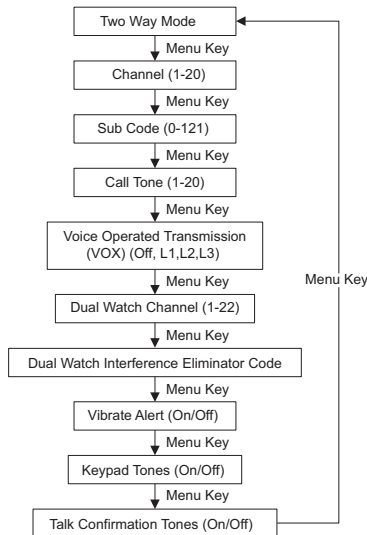 Two Way Mode
Menu Key
Channel (1-20)
Menu Key
Sub Code (0-121)
Menu Key
Call Tone (1-20)
Menu Key
Voice Operated Transmission
(VOX) (Off, L1,L2,L3)
Menu Key
Menu Key
Dual Watch Channel (1-22)
Menu Key
Dual Watch Interference Eliminator Code
Menu Key
Vibrate Alert (On/Off)
Menu Key
Keypad Tones (On/Off)
Menu Key
Talk Confirmation Tones (On/Off)